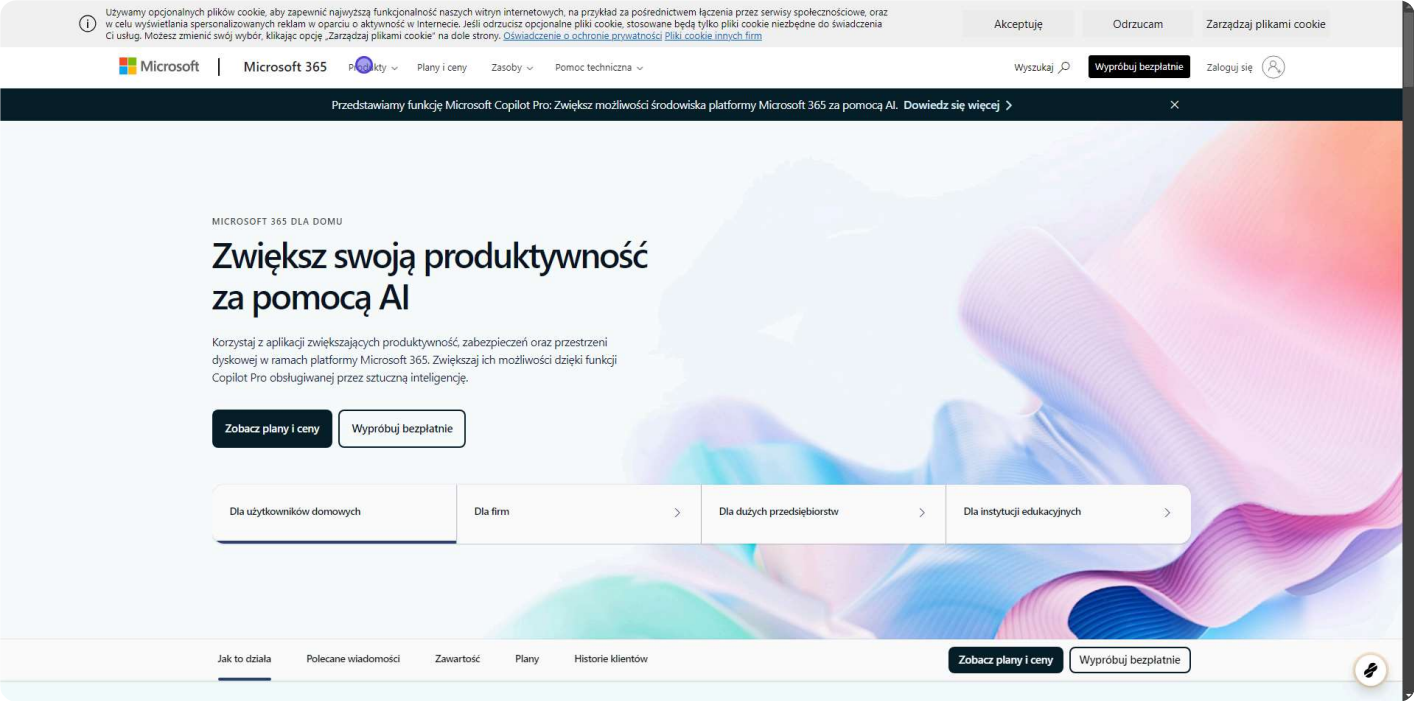 Używamy opcjonalnych plików cookie, aby zapewnić najwyższą funkcjonalność naszych witryn internetowych, na przykład za pośrednictwem łączenia przez serwisy społecznościowe, oraz
w celu wyświetlania spersonalizowanych reklam w oparciu o aktywność w Internecie. Jeśli odrzucisz opcjonalne pliki cookie, stosowane będą tylko pliki cookie niezbędne do świadczenia
Ci usług. Możesz zmienić swój wybór, klikając opcję „Zarządzaj plikami cookie” na dole strony. Oświadczenie o ochronie prywatności Pliki cookie innych firm
Akceptuję
Odrzucam
Zarządzaj plikami cookie
Microsoft
Microsoft 365
Produkty
Plany i ceny
Zasoby
Pomoc techniczna
Wyszukaj
Wypróbuj bezpłatnie
Zaloguj się
Przedstawiamy funkcję Microsoft Copilot Pro: Zwiększ możliwości środowiska platformy Microsoft 365 za pomocą AI. Dowiedz się więcej
MICROSOFT 365 DLA DOMU
Zwiększ swoją produktywność
za pomocą AI
Korzystaj z aplikacji zwiększających produktywność, zabezpieczeń oraz przestrzeni
dyskowej w ramach platformy Microsoft 365. Zwiększaj ich możliwości dzięki funkcji
Copilot Pro obsługiwanej przez sztuczną inteligencję.
Zobacz plany i ceny
Wypróbuj bezpłatnie
Dla użytkowników domowych
Dla firm
Dla dużych przedsiębiorstw
Dla instytucji edukacyjnych
Jak to działa
Polecane wiadomości
Zawartość
Plany
Historie klientów
Zobacz plany i ceny
Wypróbuj bezpłatnie